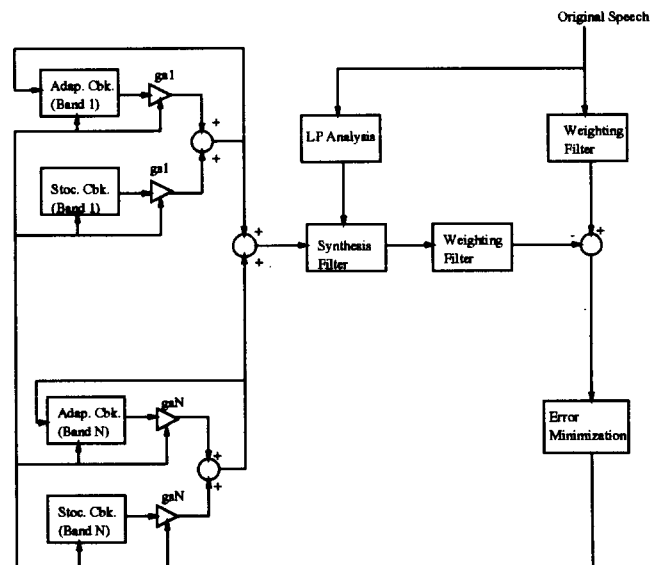 Original Speech
Adap. Cbk.
(Band 1)
ga1
LP Analysis
Weighting
Filter
Stoc. Cbk.
(Band 1)
ga1
+
+
+
+
Synthesis
Filter
Weighting
Filter
-
+
Adap. Cbk.
(Band N)
gaN
Error
Minimization
+
+
Stoc. Cbk.
(Band N)
gaN